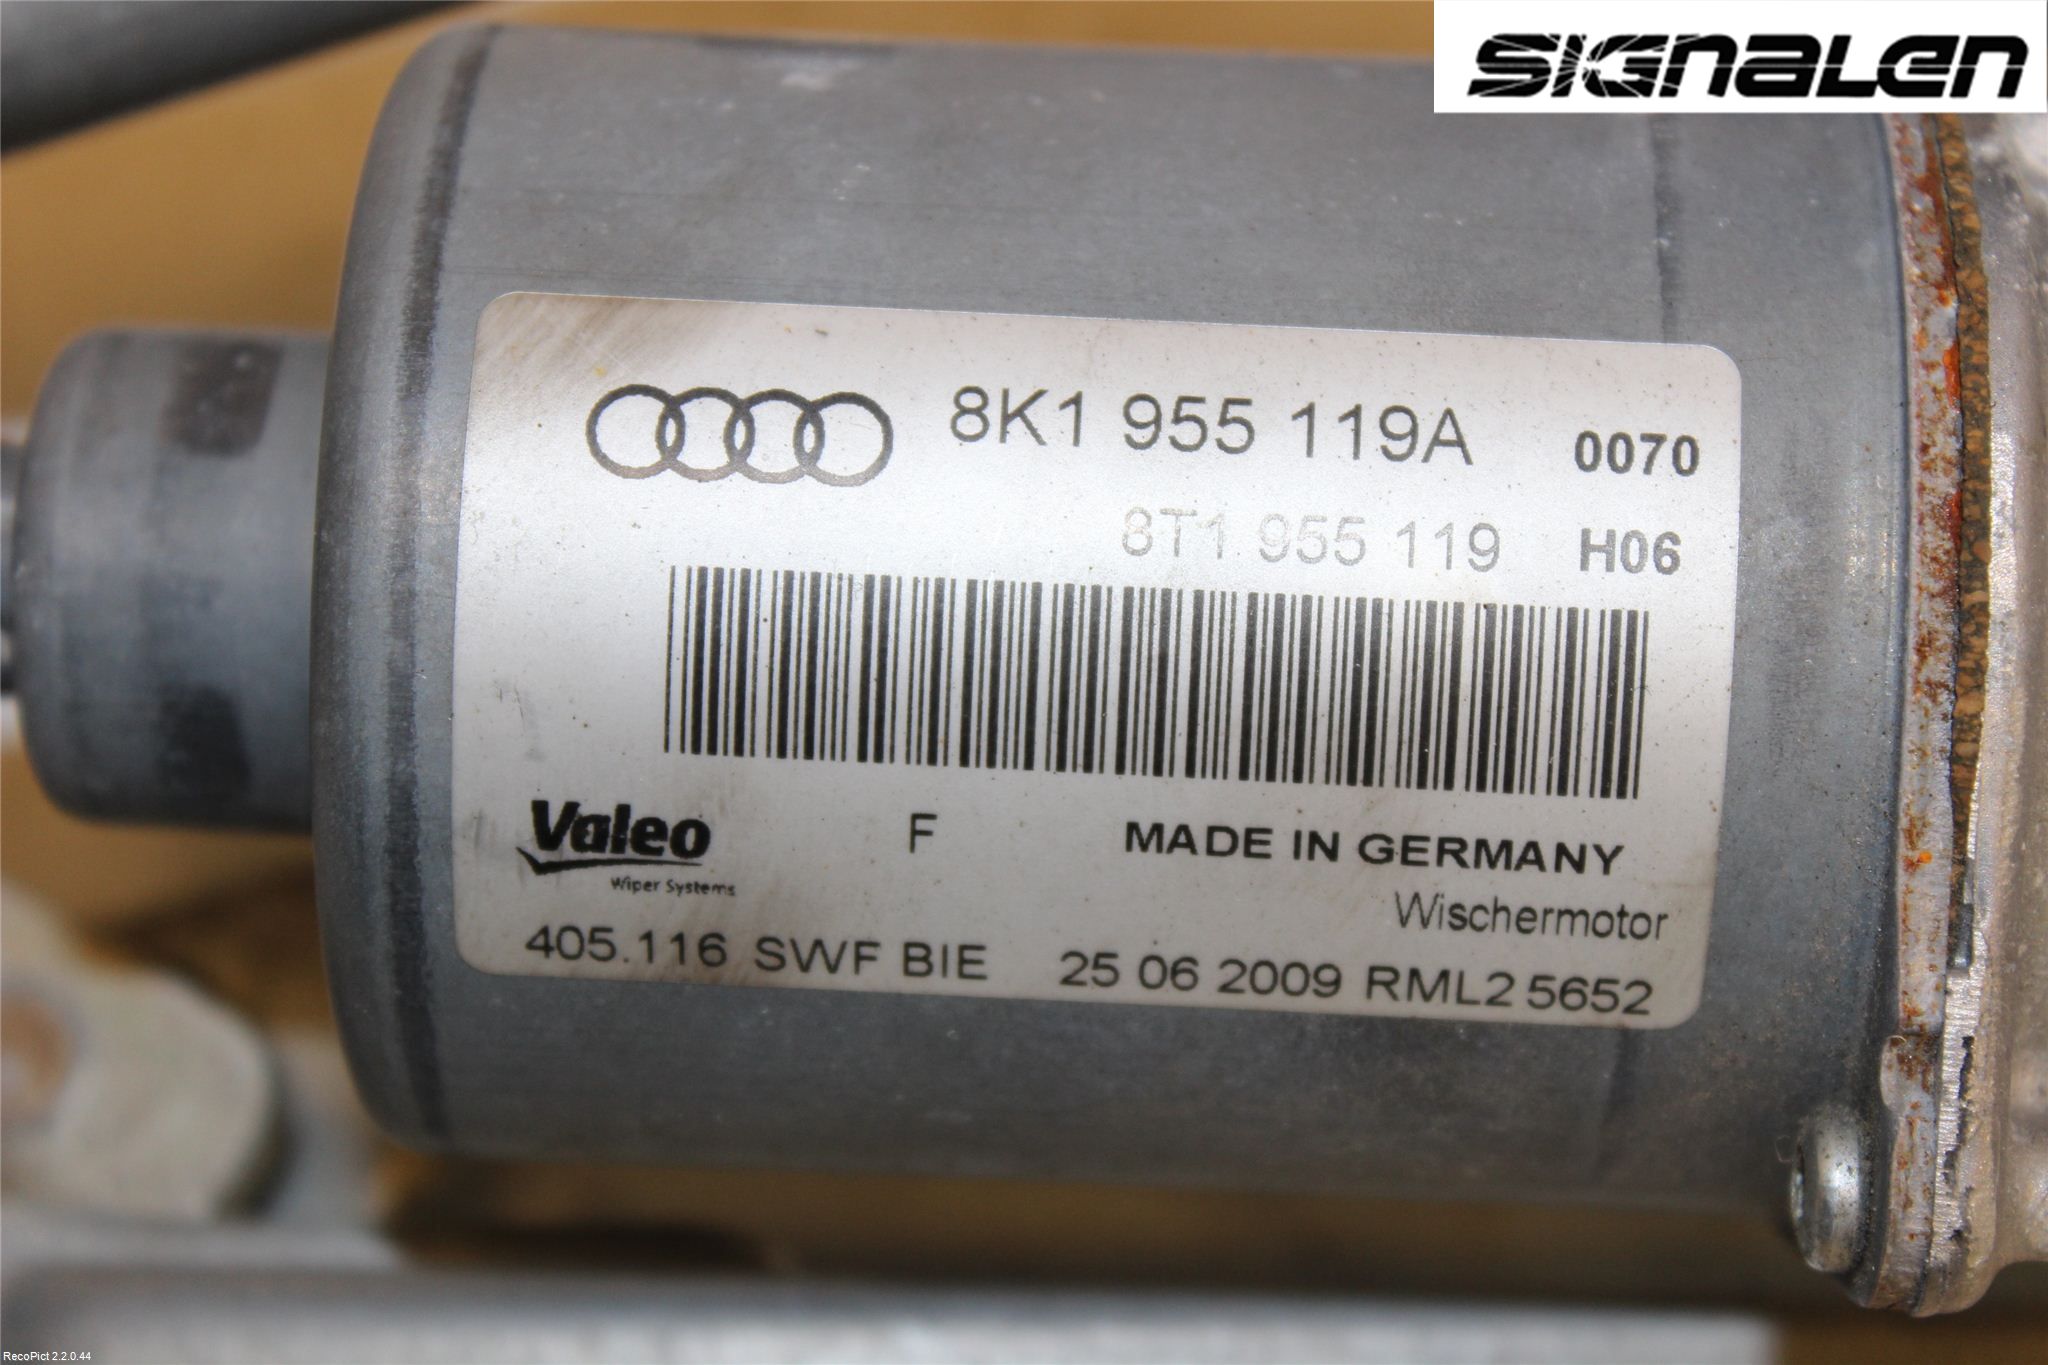 SIGNALEN
8K1 955 119A 0070
8T1 955 119 H06
Valeo F MADE IN GERMANY
Wiper Systems Wischermotor
405.116 SWF BIE 25 06 2009 RML2 5652
RecoPict 2.2.0.44